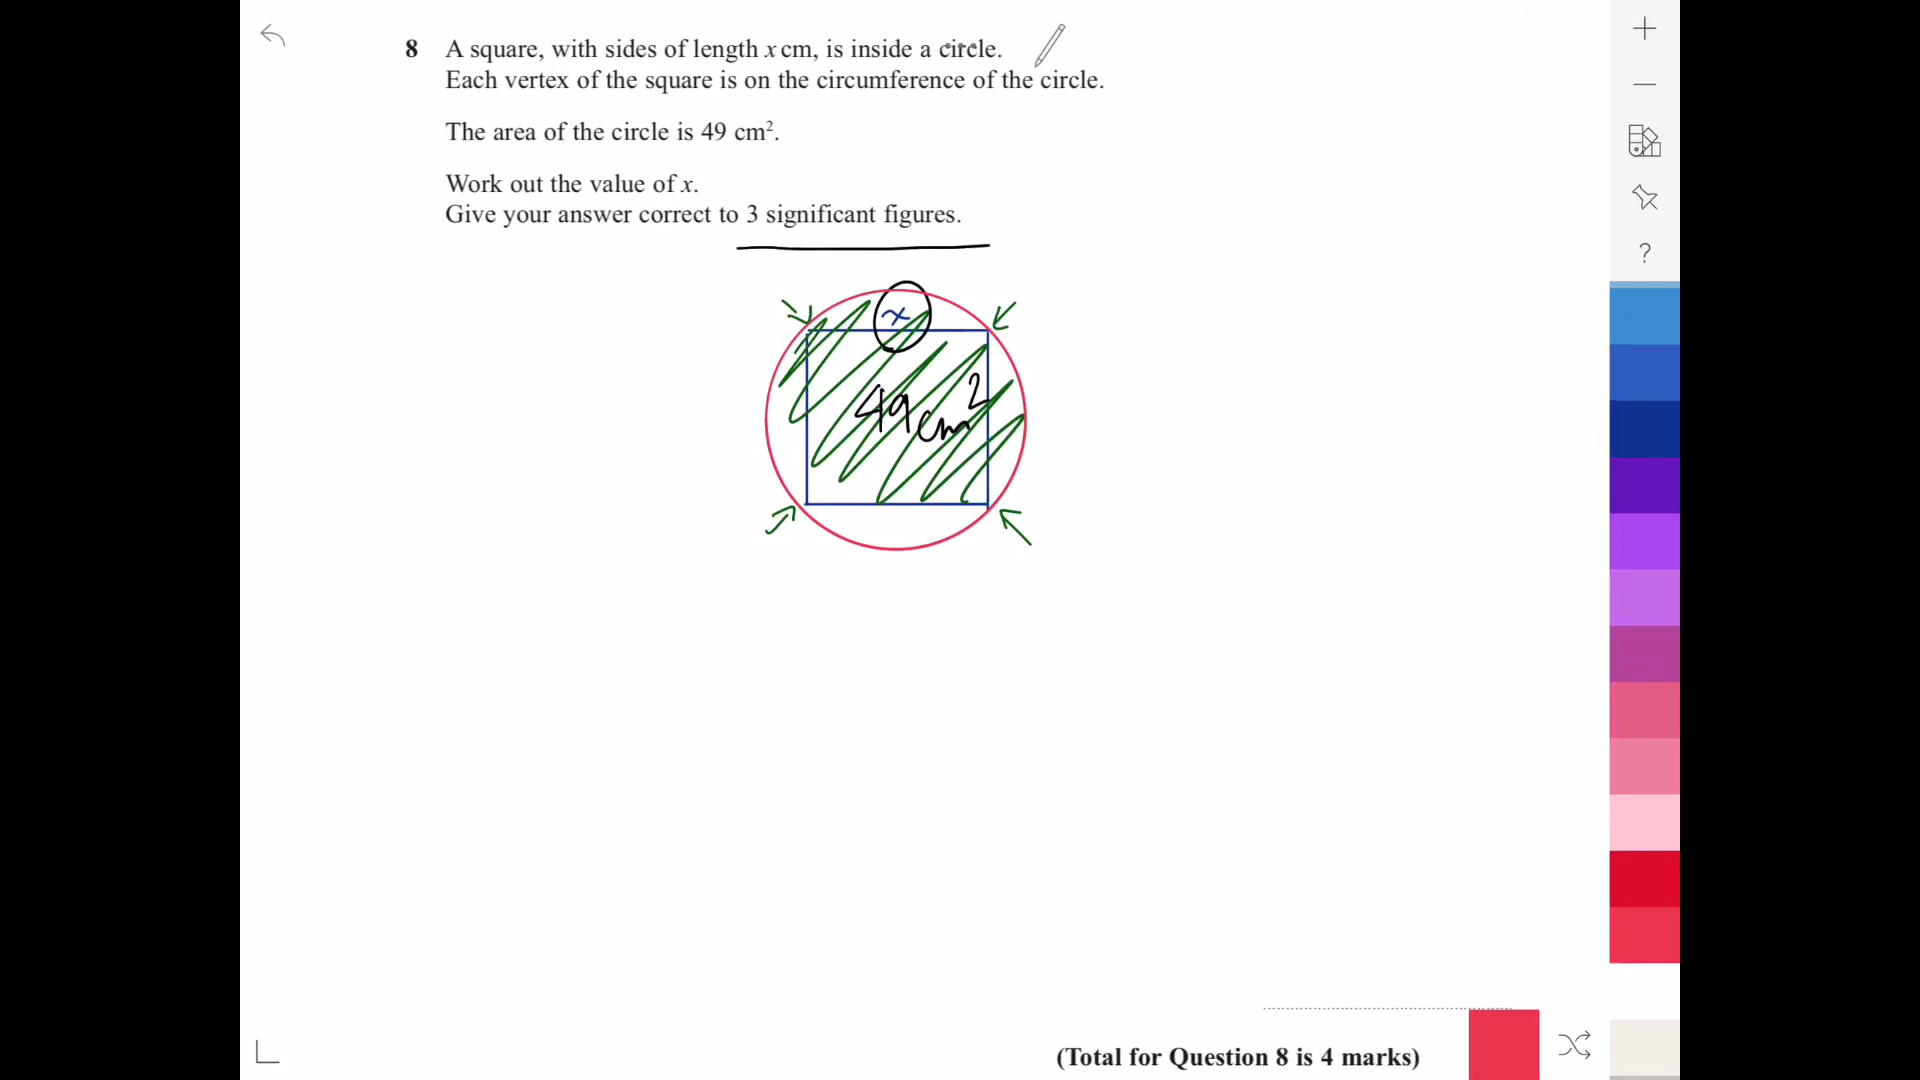 8 A square, with sides of length x cm, is inside a circle.
Each vertex of the square is on the circumference of the circle.
The area of the circle is 49 cm².
Work out the value of x.
Give your answer correct to 3 significant figures.
x
49cm²
?
(Total for Question 8 is 4 marks)